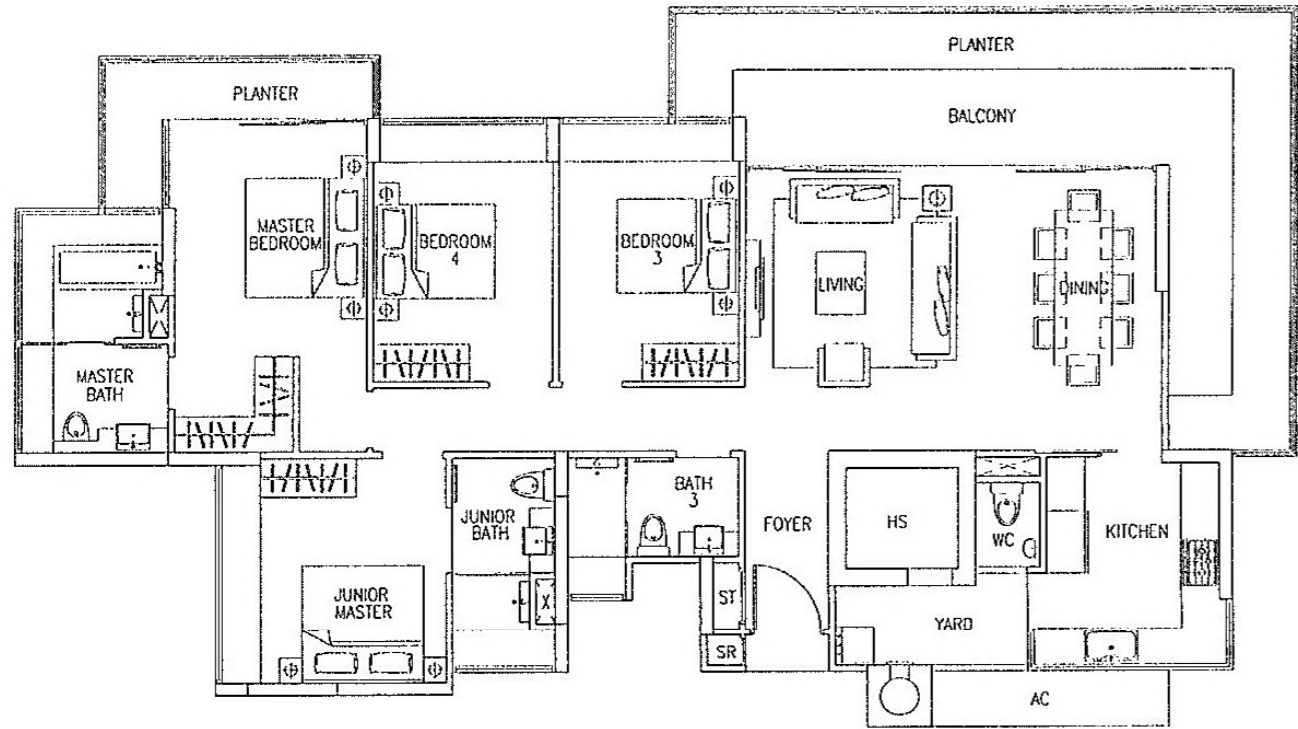 PLANTER
PLANTER
BALCONY
MASTER
BEDROOM
BEDROOM
4
BEDROOM
3
LIVING
DINING
MASTER
BATH
JUNIOR
BATH
BATH
3
FOYER
HS
WC
KITCHEN
JUNIOR
MASTER
ST
YARD
SR
AC